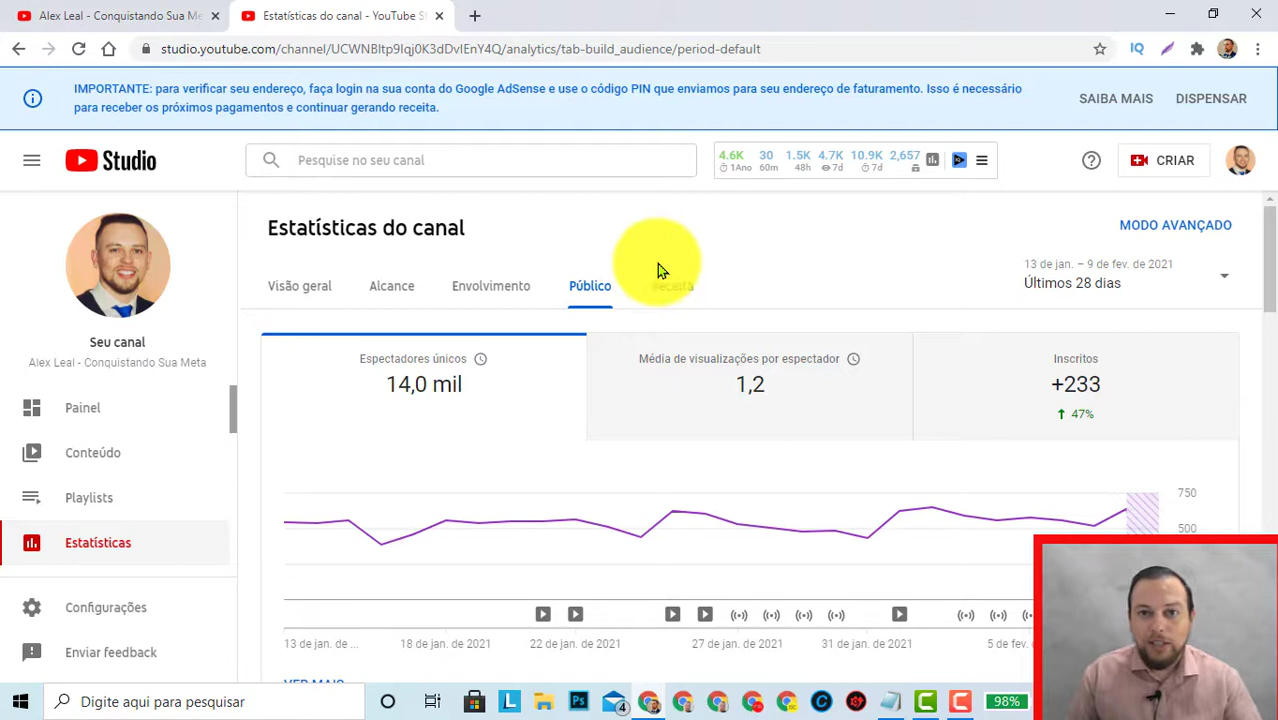 Alex Leal - Conquistando Sua Me
Estatísticas do canal - YouTube S
studio.youtube.com/channel/UCWNBltp9Iqj0K3dDvIEnY4Q/analytics/tab-build_audience/period-default
IMPORTANTE: para verificar seu endereço, faça login na sua conta do Google AdSense e use o código PIN que enviamos para seu endereço de faturamento. Isso é necessário
para receber os próximos pagamentos e continuar gerando receita.
SAIBA MAIS
DISPENSAR
Studio
Pesquise no seu canal
4.6K 30 1.5K 4.7K 10.9K 2,657
1Ano 60m 48h 7d 7d
CRIAR
Estatísticas do canal
MODO AVANÇADO
13 de jan. – 9 de fev. de 2021
Últimos 28 dias
Visão geral
Alcance
Envolvimento
Público
Receita
Seu canal
Alex Leal - Conquistando Sua Meta
Painel
Conteúdo
Playlists
Estatísticas
Configurações
Enviar feedback
Espectadores únicos
14,0 mil
Média de visualizações por espectador
1,2
Inscritos
+233
47%
750
500
13 de jan. de ...
18 de jan. de 2021
22 de jan. de 2021
27 de jan. de 2021
31 de jan. de 2021
5 de fev.
VER MAIS
Digite aqui para pesquisar
L
Ps
4
98%